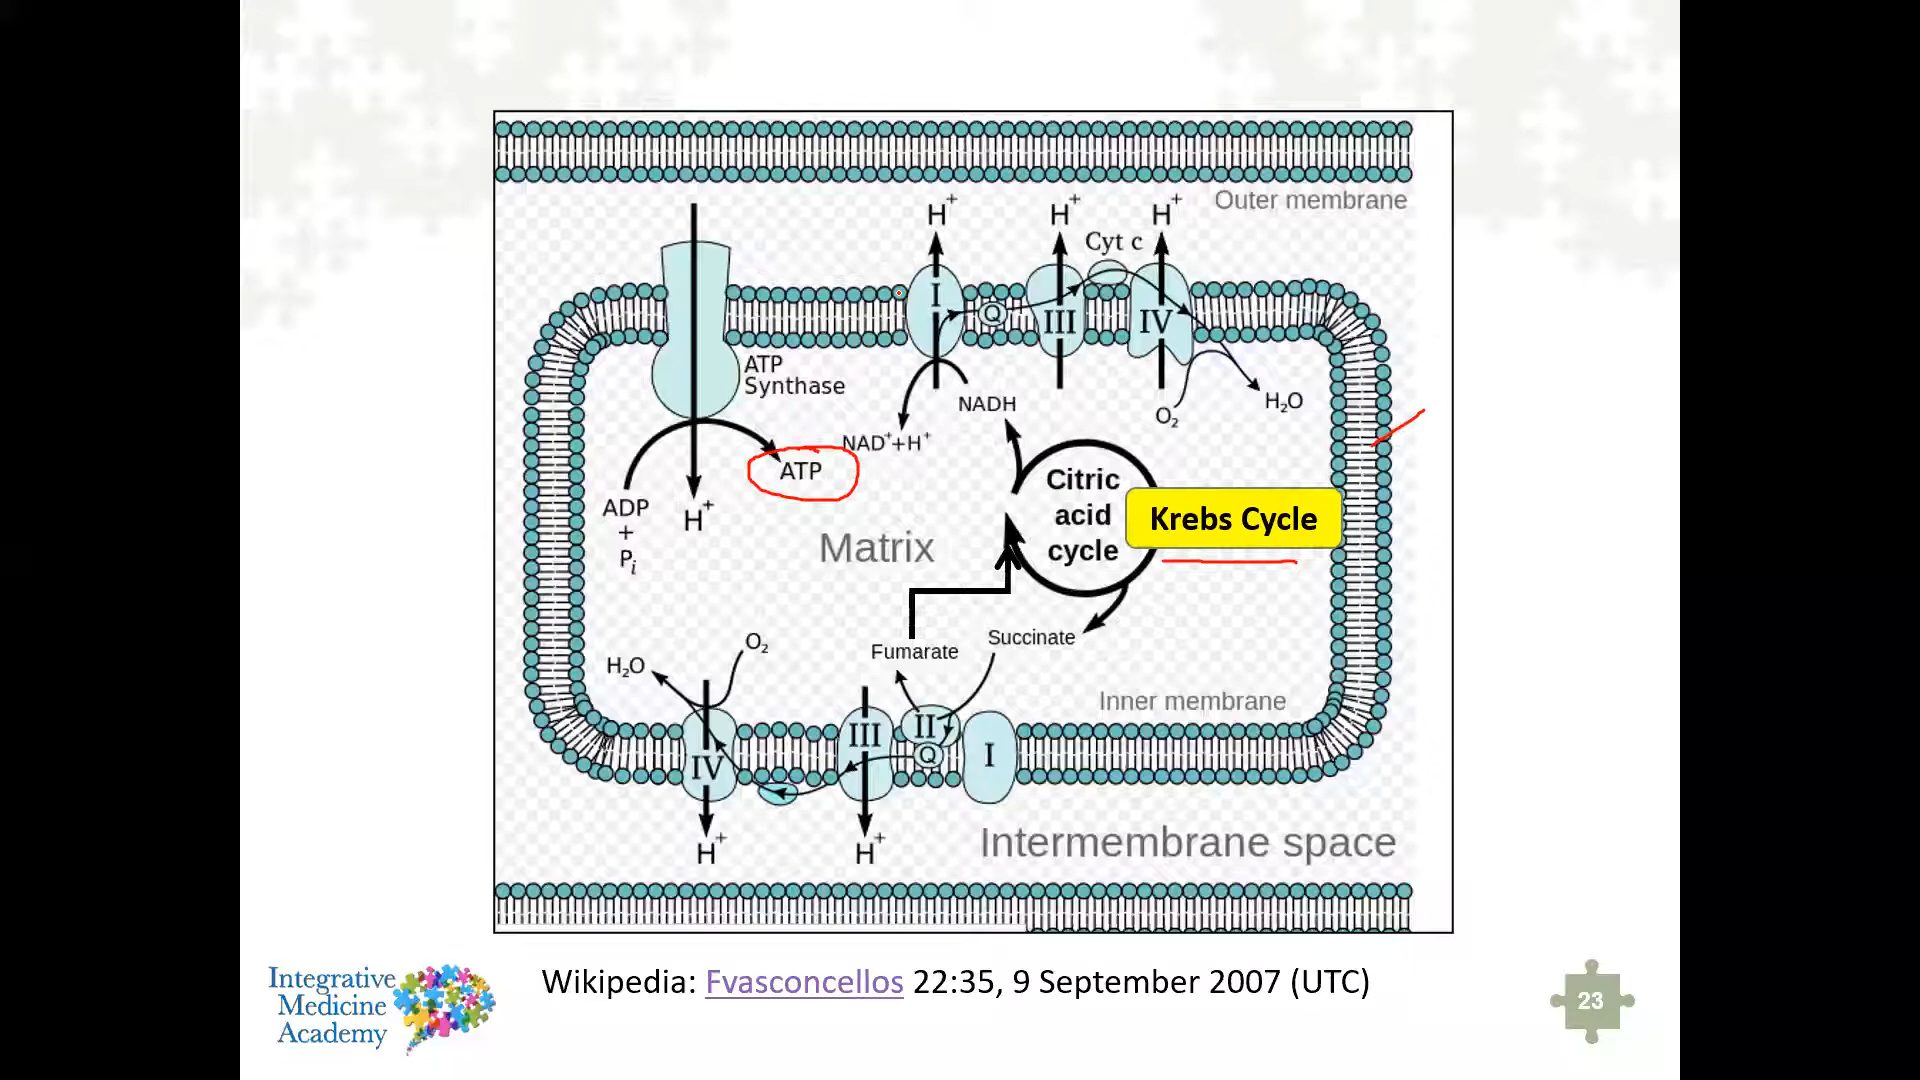 Outer membrane
H+
H+
H+
Cyt c
I
Q
III
IV
ATP
Synthase
NADH
O2
H2O
NAD++H+
ATP
ADP
+
Pi
H+
Citric
acid
cycle
Krebs Cycle
Matrix
Fumarate
Succinate
H2O
O2
Inner membrane
IV
III
II
Q
I
H+
H+
Intermembrane space
Integrative
Medicine
Academy
Wikipedia: Fvasconcellos 22:35, 9 September 2007 (UTC)
23